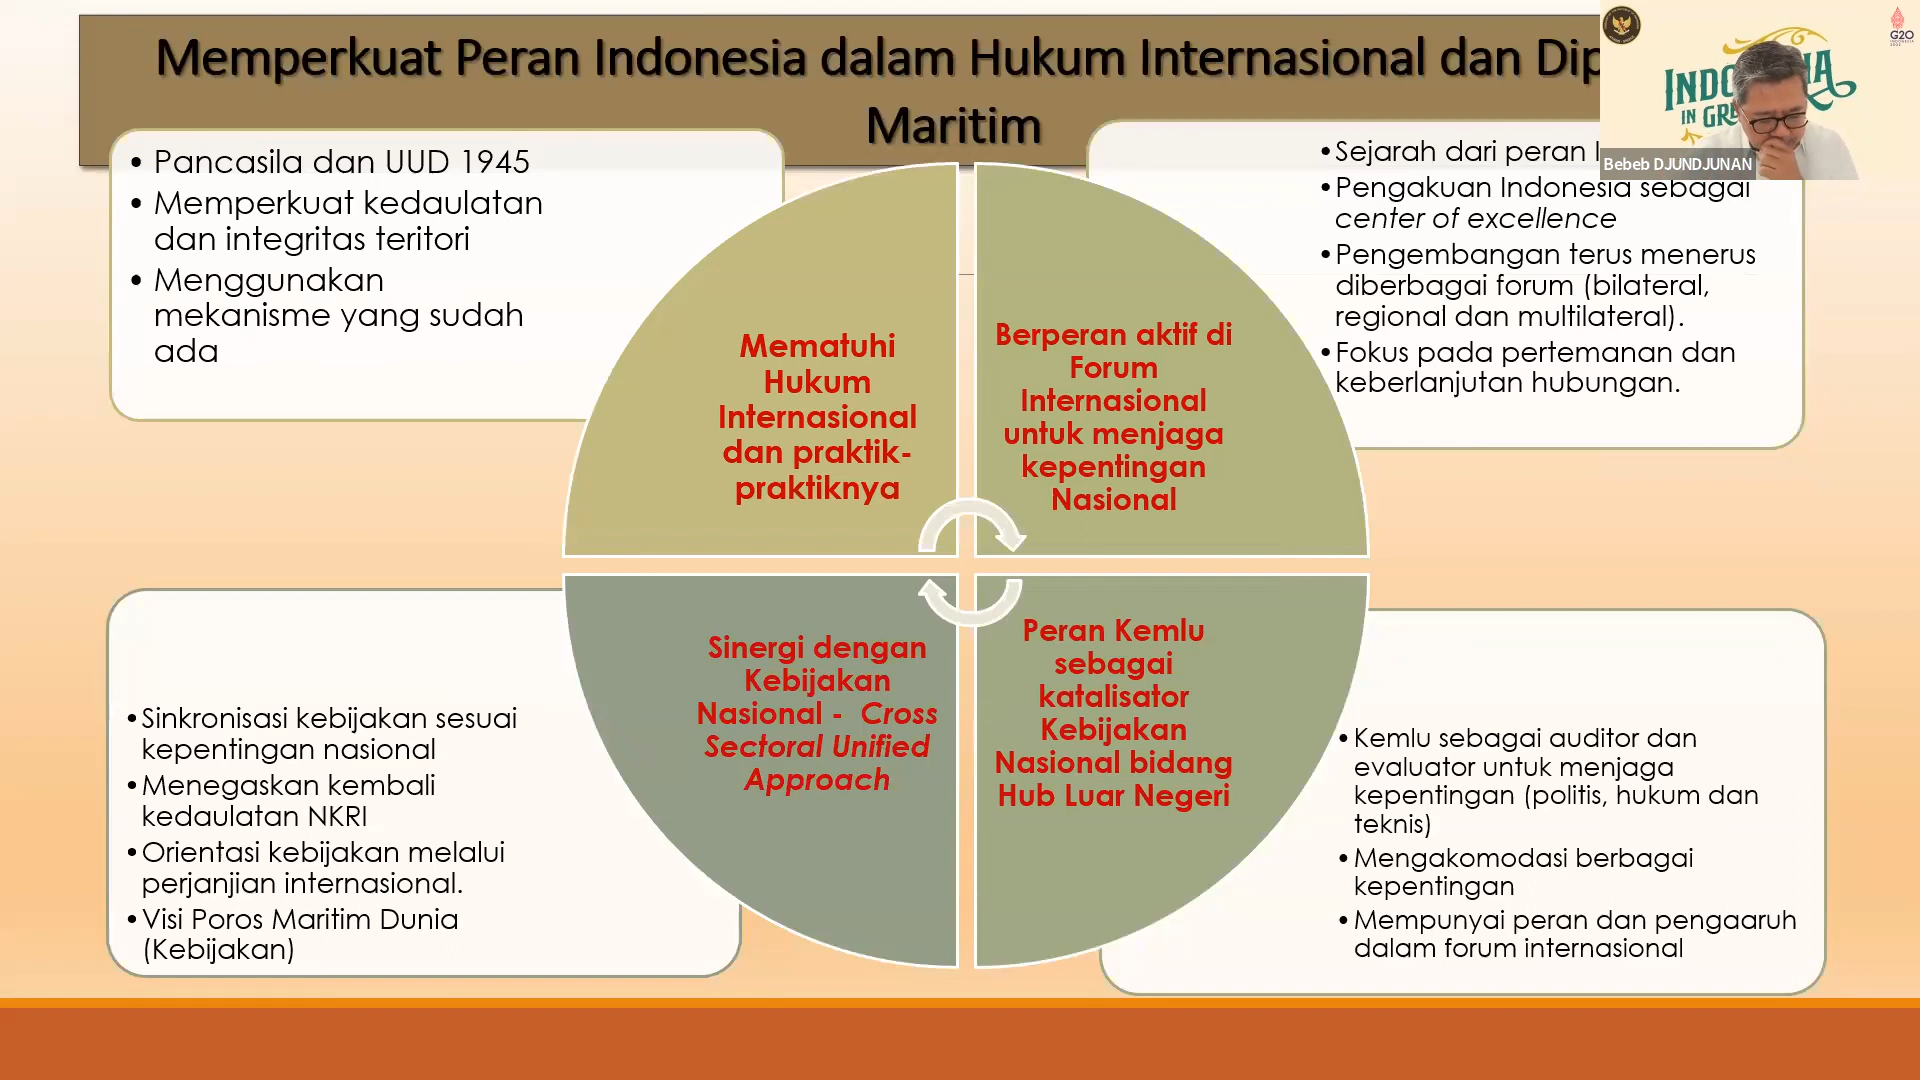 Memperkuat Peran Indonesia dalam Hukum Internasional dan
Maritim
• Pancasila dan UUD 1945
• Memperkuat kedaulatan
dan integritas teritori
• Menggunakan
mekanisme yang sudah
ada
Mematuhi
Hukum
Internasional
dan praktik-
praktiknya
Berperan aktif di
Forum
Internasional
untuk menjaga
kepentingan
Nasional
• Sejarah dari peran
• Pengakuan Indonesia sebagai
center of excellence
• Pengembangan terus menerus
diberbagai forum (bilateral,
regional dan multilateral).
• Fokus pada pertemanan dan
keberlanjutan hubungan.
Sinergi dengan
Kebijakan
Nasional - Cross
Sectoral Unified
Approach
Peran Kemlu
sebagai
katalisator
Kebijakan
Nasional bidang
Hub Luar Negeri
• Sinkronisasi kebijakan sesuai
kepentingan nasional
• Menegaskan kembali
kedaulatan NKRI
• Orientasi kebijakan melalui
perjanjian internasional.
• Visi Poros Maritim Dunia
(Kebijakan)
• Kemlu sebagai auditor dan
evaluator untuk menjaga
kepentingan (politis, hukum dan
teknis)
• Mengakomodasi berbagai
kepentingan
• Mempunyai peran dan pengaaruh
dalam forum internasional
G20
IN
Bebeb DJUNDJUNAN